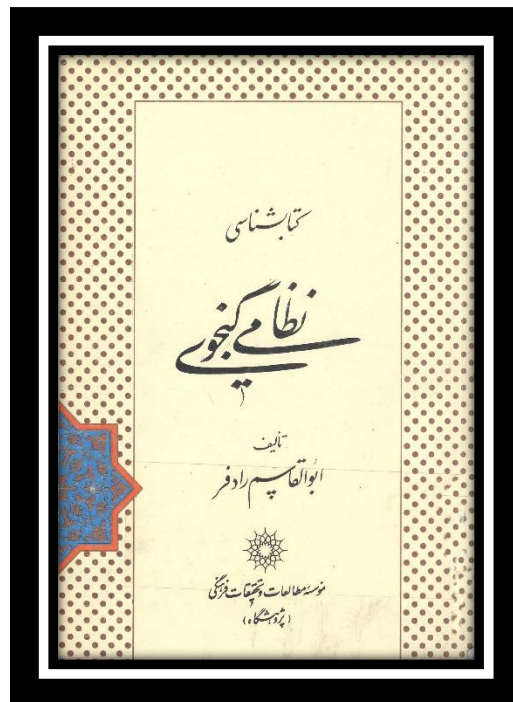 کتابشناسی
نظامی گنجوی
تألیف
ابوالقاسم رادفر
مؤسسه مطالعات و تحقیقات فرهنگی
(پژوهشگاه)